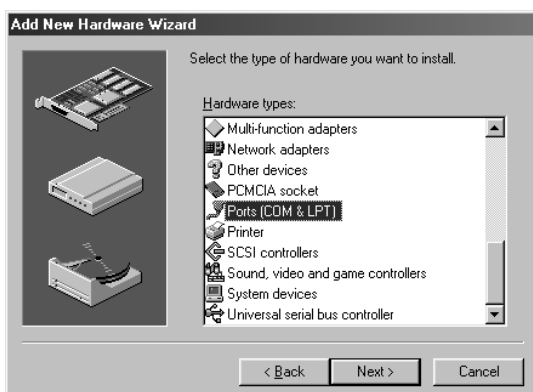 Add New Hardware Wizard
Select the type of hardware you want to install.
Hardware types:
Multi-function adapters
Network adapters
Other devices
PCMCIA socket
Ports (COM & LPT)
Printer
SCSI controllers
Sound, video and game controllers
System devices
Universal serial bus controller
< Back
Next >
Cancel